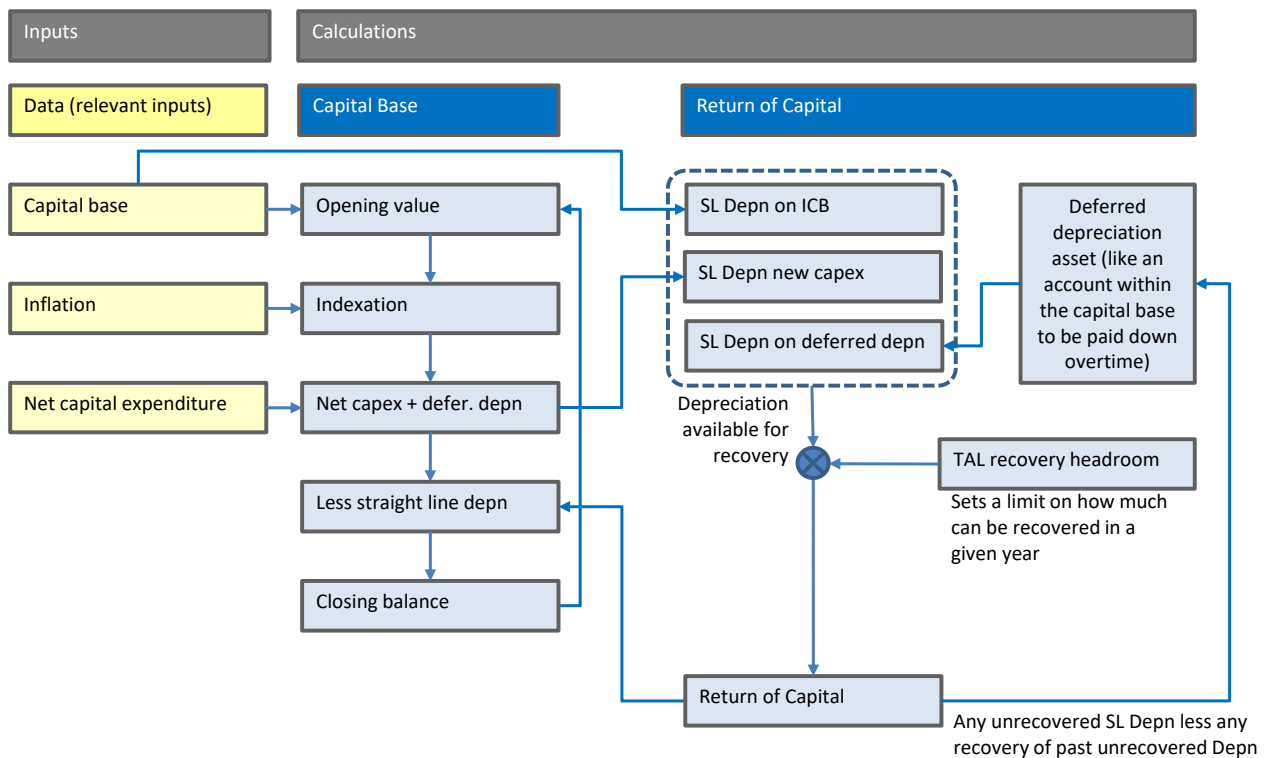 Inputs
Calculations
Data (relevant inputs)
Capital Base
Return of Capital
Capital base
Opening value
SL Depn on ICB
Deferred
depreciation
asset (like an
account within
the capital base
to be paid down
overtime)
SL Depn new capex
Inflation
Indexation
SL Depn on deferred depn
Net capital expenditure
Net capex + defer. depn
Depreciation
available for
recovery
TAL recovery headroom
Sets a limit on how much
can be recovered in a
given year
Less straight line depn
Closing balance
Return of Capital
Any unrecovered SL Depn less any
recovery of past unrecovered Depn